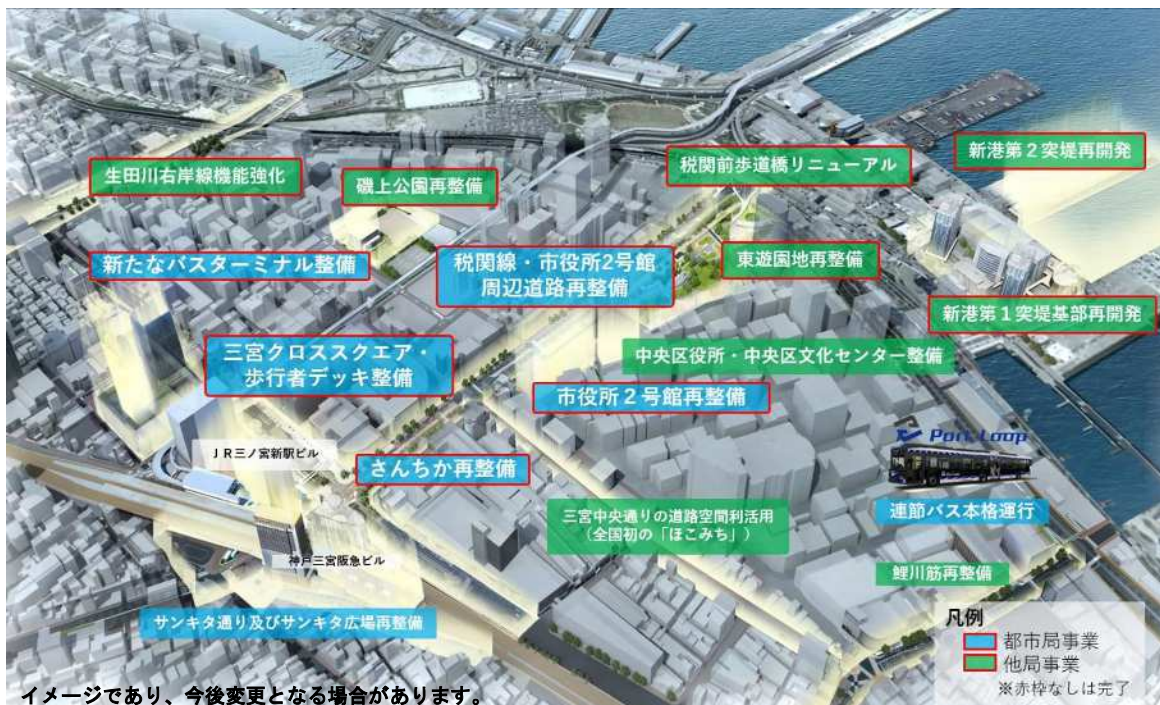 新港第２突堤再開発
税関前歩道橋リニューアル
生田川右岸線機能強化
磯上公園再整備
新たなバスターミナル整備
税関線・市役所2号館
周辺道路再整備
東遊園地再整備
新港第１突堤基部再開発
三宮クロススクエア・
歩行者デッキ整備
中央区役所・中央区文化センター整備
市役所２号館再整備
ＪＲ三ノ宮新駅ビル
さんちか再整備
Port Loop
連節バス本格運行
三宮中央通りの道路空間利活用
（全国初の「ほこみち」）
神戸三宮阪急ビル
鯉川筋再整備
サンキタ通り及びサンキタ広場再整備
凡例
都市局事業
他局事業
※赤枠なしは完了
イメージであり、今後変更となる場合があります。